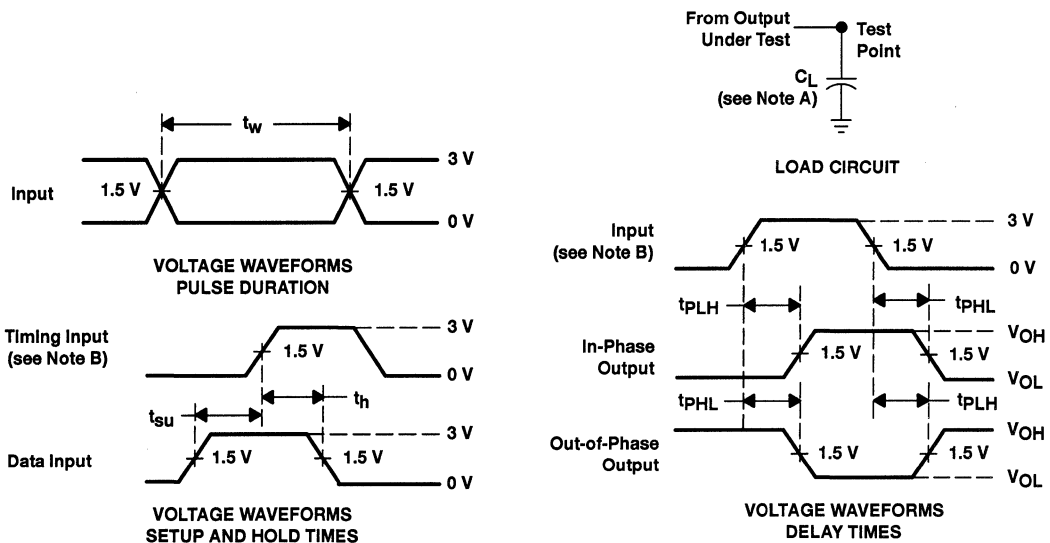 tw
3 V
Input
1.5 V
1.5 V
0 V
VOLTAGE WAVEFORMS
PULSE DURATION
Timing Input
(see Note B)
3 V
1.5 V
0 V
tsu
th
3 V
Data Input
1.5 V
1.5 V
0 V
VOLTAGE WAVEFORMS
SETUP AND HOLD TIMES
From Output
Under Test
Test
Point
CL
(see Note A)
LOAD CIRCUIT
Input
(see Note B)
3 V
1.5 V
1.5 V
0 V
tPLH
tPHL
In-Phase
Output
VOH
1.5 V
1.5 V
VOL
tPHL
tPLH
Out-of-Phase
Output
VOH
1.5 V
1.5 V
VOL
VOLTAGE WAVEFORMS
DELAY TIMES